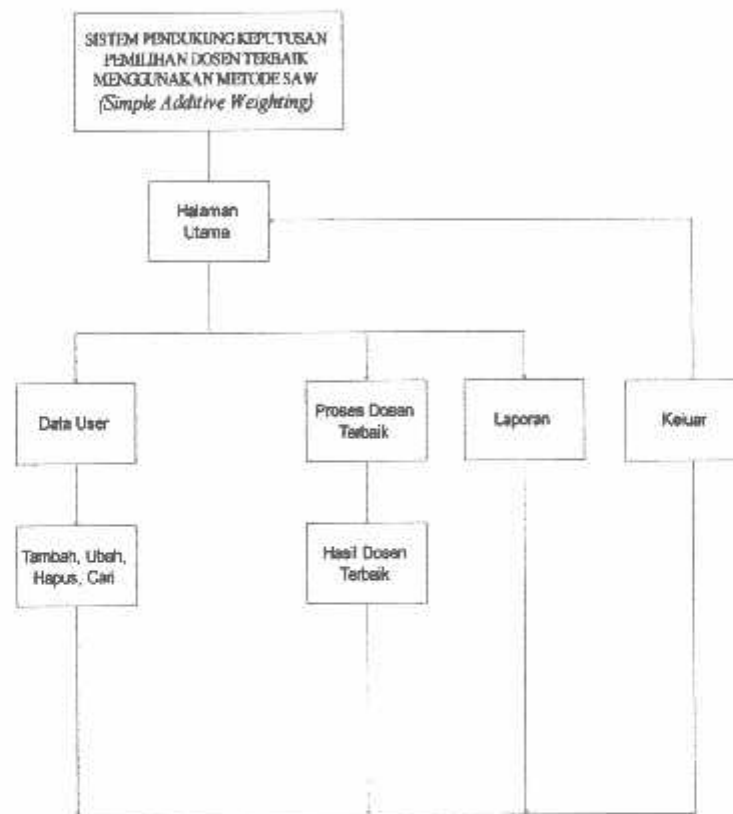 SISTEM PENDUKUNG KEPUTUSAN
PEMILIHAN DOSEN TERBAIK
MENGGUNAKAN METODE SAW
(Simple Additive Weighting)
Halaman
Utama
Data User
Proses Dosen
Terbaik
Laporan
Keluar
Tambah, Ubah,
Hapus, Cari
Hasil Dosen
Terbaik